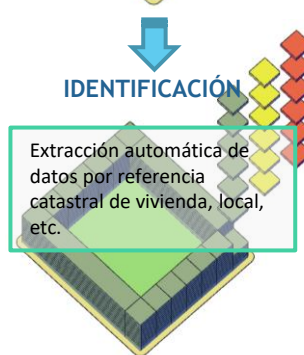 IDENTIFICACIÓN
Extracción automática de
datos por referencia
catastral de vivienda, local,
etc.